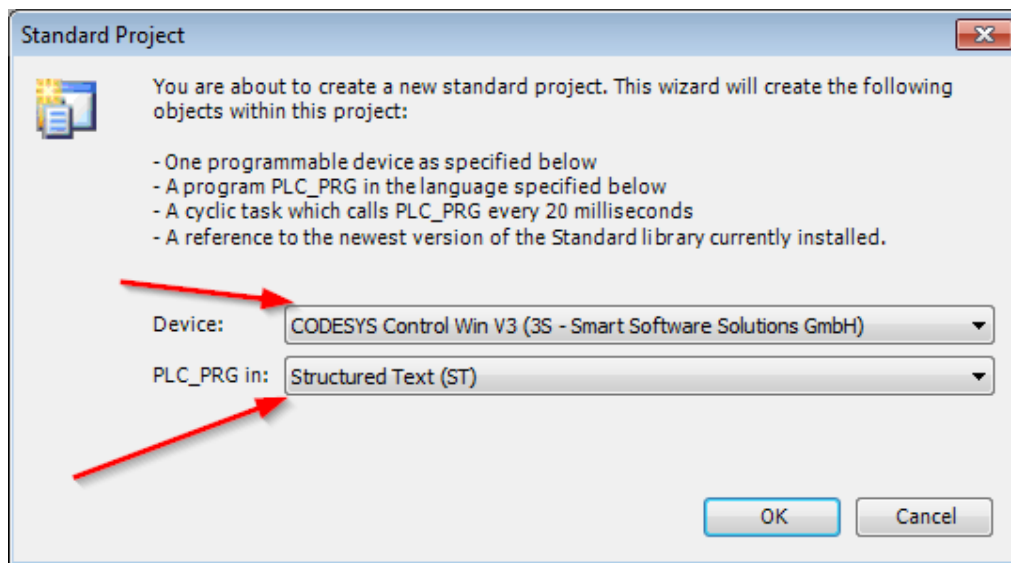 Standard Project
You are about to create a new standard project. This wizard will create the following
objects within this project:
- One programmable device as specified below
- A program PLC_PRG in the language specified below
- A cyclic task which calls PLC_PRG every 20 milliseconds
- A reference to the newest version of the Standard library currently installed.
Device: CODESYS Control Win V3 (3S - Smart Software Solutions GmbH)
PLC_PRG in: Structured Text (ST)
OK Cancel